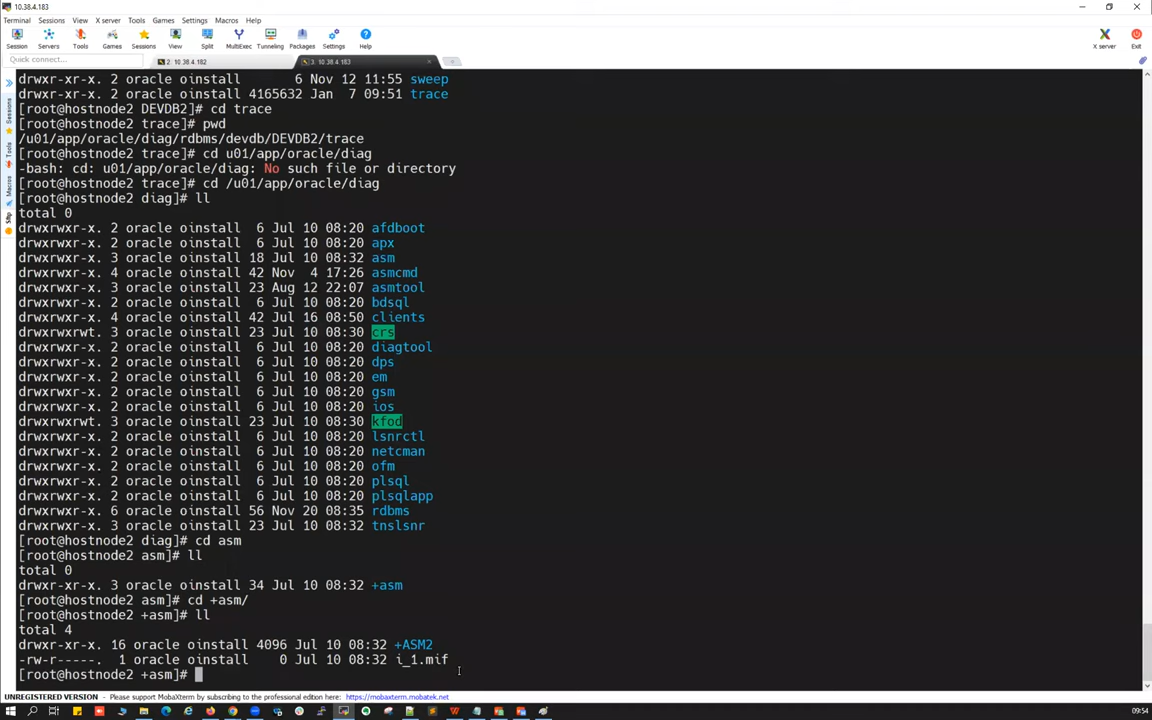 10.38.4.183
Terminal Sessions View X server Tools Games Settings Macros Help
Session Servers Tools Games Sessions View Split MultiExec Tunneling Packages Settings Help X server Exit
Quick connect... 2. 10.38.4.182 3. 10.38.4.183
Sessions
Tools
Macros
Sftp
drwxr-xr-x. 2 oracle oinstall 6 Nov 12 11:55 sweep
drwxr-xr-x. 2 oracle oinstall 4165632 Jan 7 09:51 trace
[root@hostnode2 DEVDB2]# cd trace
[root@hostnode2 trace]# pwd
/u01/app/oracle/diag/rdbms/devdb/DEVDB2/trace
[root@hostnode2 trace]# cd u01/app/oracle/diag
-bash: cd: u01/app/oracle/diag: No such file or directory
[root@hostnode2 trace]# cd /u01/app/oracle/diag
[root@hostnode2 diag]# ll
total 0
drwxrwxr-x. 2 oracle oinstall 6 Jul 10 08:20 afdboot
drwxrwxr-x. 2 oracle oinstall 6 Jul 10 08:20 apx
drwxrwxr-x. 3 oracle oinstall 18 Jul 10 08:32 asm
drwxrwxr-x. 4 oracle oinstall 42 Nov 4 17:26 asmcmd
drwxrwxr-x. 3 oracle oinstall 23 Aug 12 22:07 asmtool
drwxrwxr-x. 2 oracle oinstall 6 Jul 10 08:20 bdsql
drwxrwxr-x. 4 oracle oinstall 42 Jul 16 08:50 clients
drwxrwxrwt. 3 oracle oinstall 23 Jul 10 08:30 crs
drwxrwxr-x. 2 oracle oinstall 6 Jul 10 08:20 diagtool
drwxrwxr-x. 2 oracle oinstall 6 Jul 10 08:20 dps
drwxrwxr-x. 2 oracle oinstall 6 Jul 10 08:20 em
drwxrwxr-x. 2 oracle oinstall 6 Jul 10 08:20 gsm
drwxrwxr-x. 2 oracle oinstall 6 Jul 10 08:20 ios
drwxrwxrwt. 3 oracle oinstall 23 Jul 10 08:30 kfod
drwxrwxr-x. 2 oracle oinstall 6 Jul 10 08:20 lsnrctl
drwxrwxr-x. 2 oracle oinstall 6 Jul 10 08:20 netcman
drwxrwxr-x. 2 oracle oinstall 6 Jul 10 08:20 ofm
drwxrwxr-x. 2 oracle oinstall 6 Jul 10 08:20 plsql
drwxrwxr-x. 2 oracle oinstall 6 Jul 10 08:20 plsqlapp
drwxrwxr-x. 6 oracle oinstall 56 Nov 20 08:35 rdbms
drwxrwxr-x. 3 oracle oinstall 23 Jul 10 08:32 tnslsnr
[root@hostnode2 diag]# cd asm
[root@hostnode2 asm]# ll
total 0
drwxr-xr-x. 3 oracle oinstall 34 Jul 10 08:32 +asm
[root@hostnode2 asm]# cd +asm/
[root@hostnode2 +asm]# ll
total 4
drwxr-xr-x. 16 oracle oinstall 4096 Jul 10 08:32 +ASM2
-rw-r-----. 1 oracle oinstall 0 Jul 10 08:32 i_1.mif
[root@hostnode2 +asm]#
UNREGISTERED VERSION - Please support MobaXterm by subscribing to the professional edition here: https://mobaxterm.mobatek.net
09:54